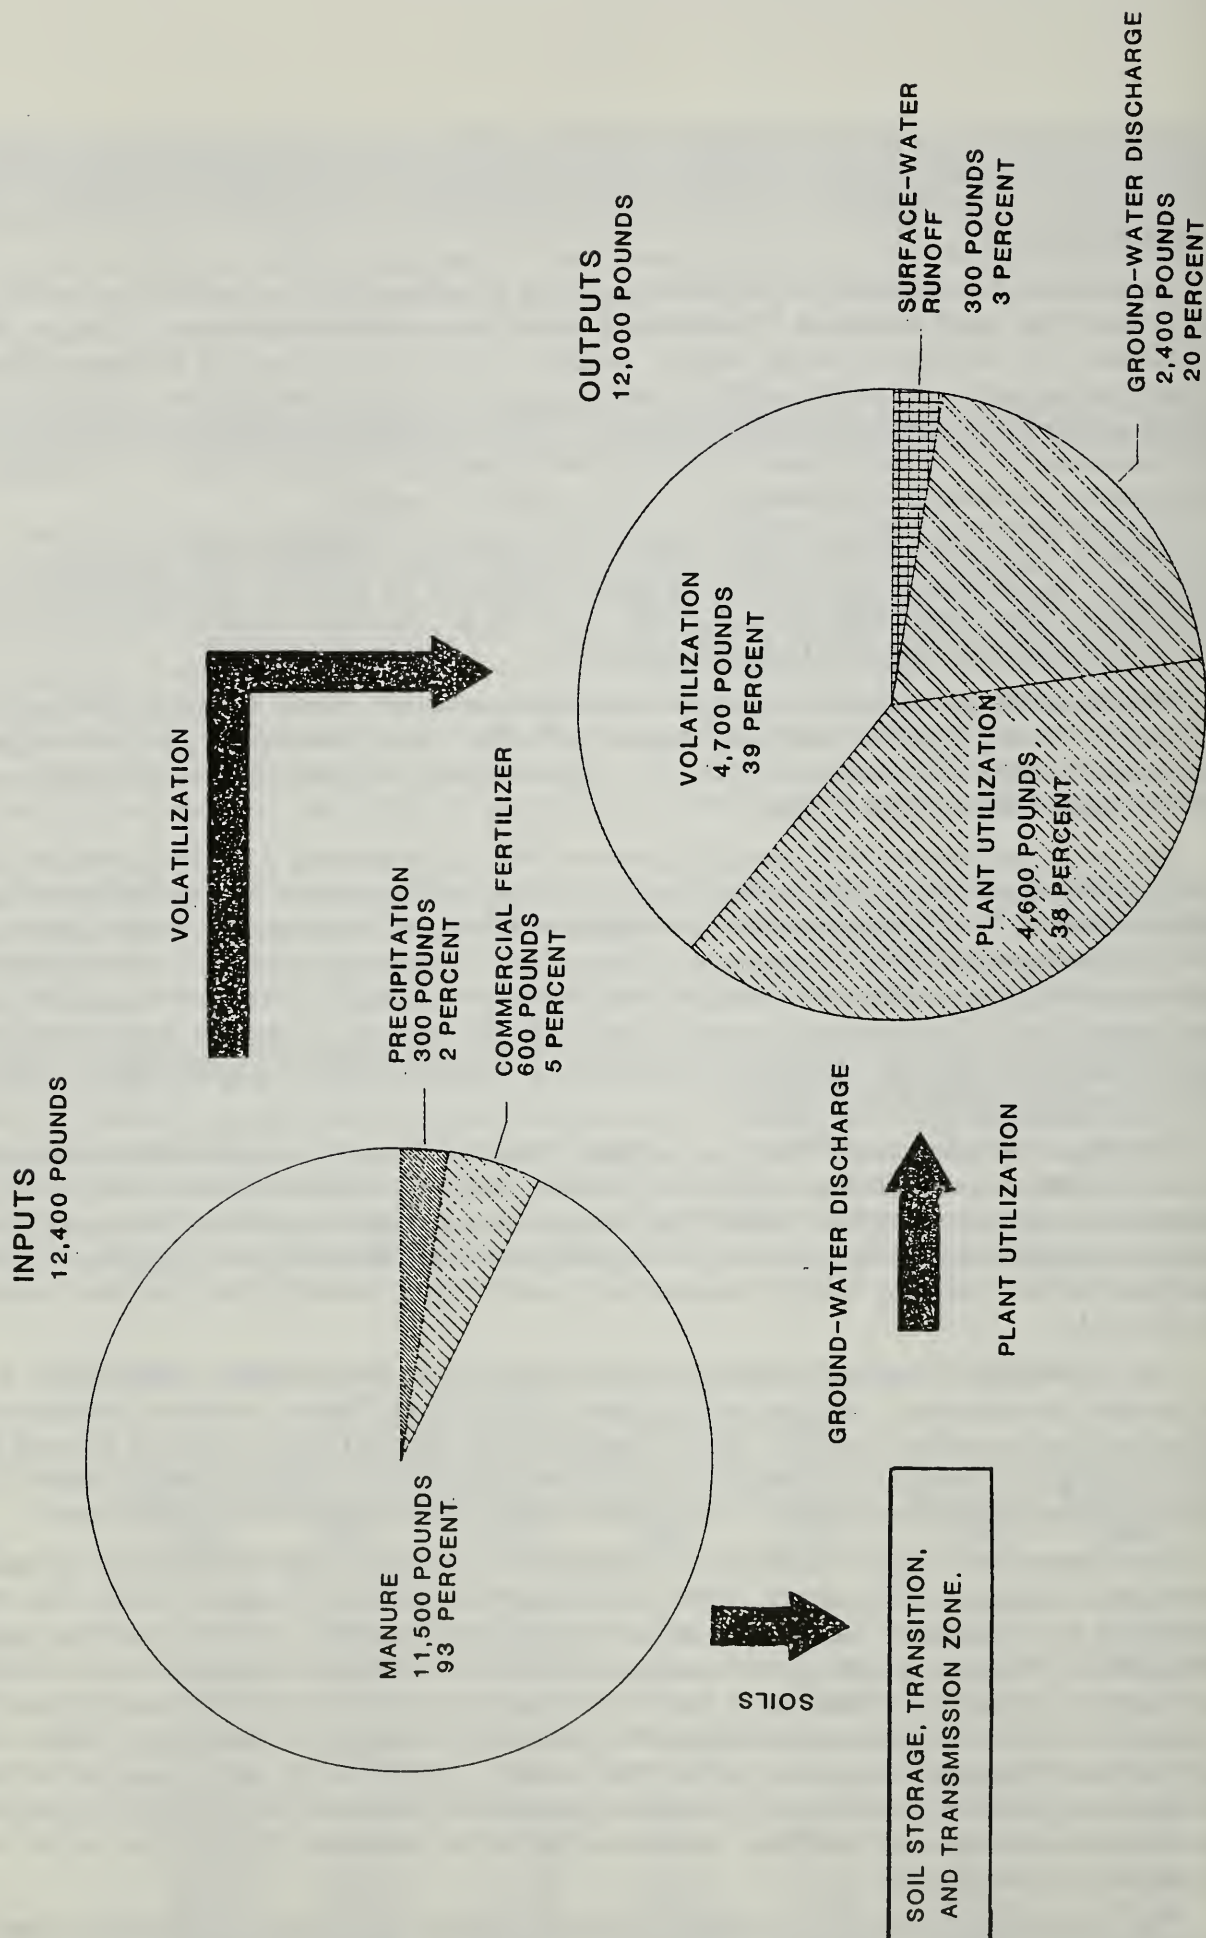 INPUTS
12,400 POUNDS
MANURE
11,500 POUNDS
93 PERCENT
PRECIPITATION
300 POUNDS
2 PERCENT
COMMERCIAL FERTILIZER
600 POUNDS
5 PERCENT
VOLATILIZATION
SOILS
SOIL STORAGE, TRANSITION,
AND TRANSMISSION ZONE.
GROUND-WATER DISCHARGE
PLANT UTILIZATION
OUTPUTS
12,000 POUNDS
VOLATILIZATION
4,700 POUNDS
39 PERCENT
SURFACE-WATER
RUNOFF
300 POUNDS
3 PERCENT
PLANT UTILIZATION
4,600 POUNDS
38 PERCENT
GROUND-WATER DISCHARGE
2,400 POUNDS
20 PERCENT